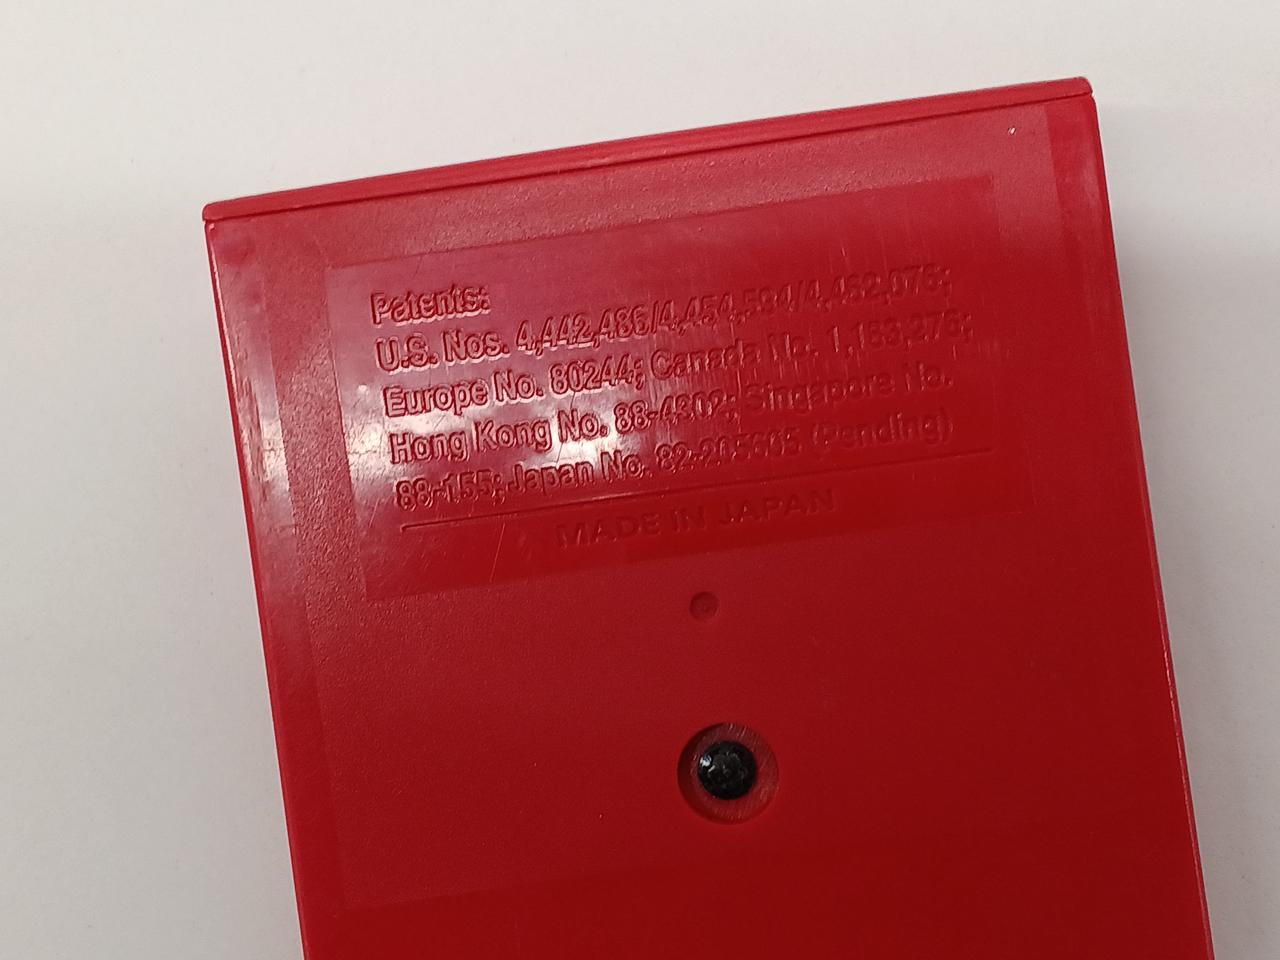 Patents:
U.S. Nos. 4,442,486/4,454,594/4,462,076;
Europe No. 80244; Canada No. 1,183,276;
Hong Kong No. 88-4302; Singapore No.
88-155; Japan No. 82-205605 (Pending)
MADE IN JAPAN